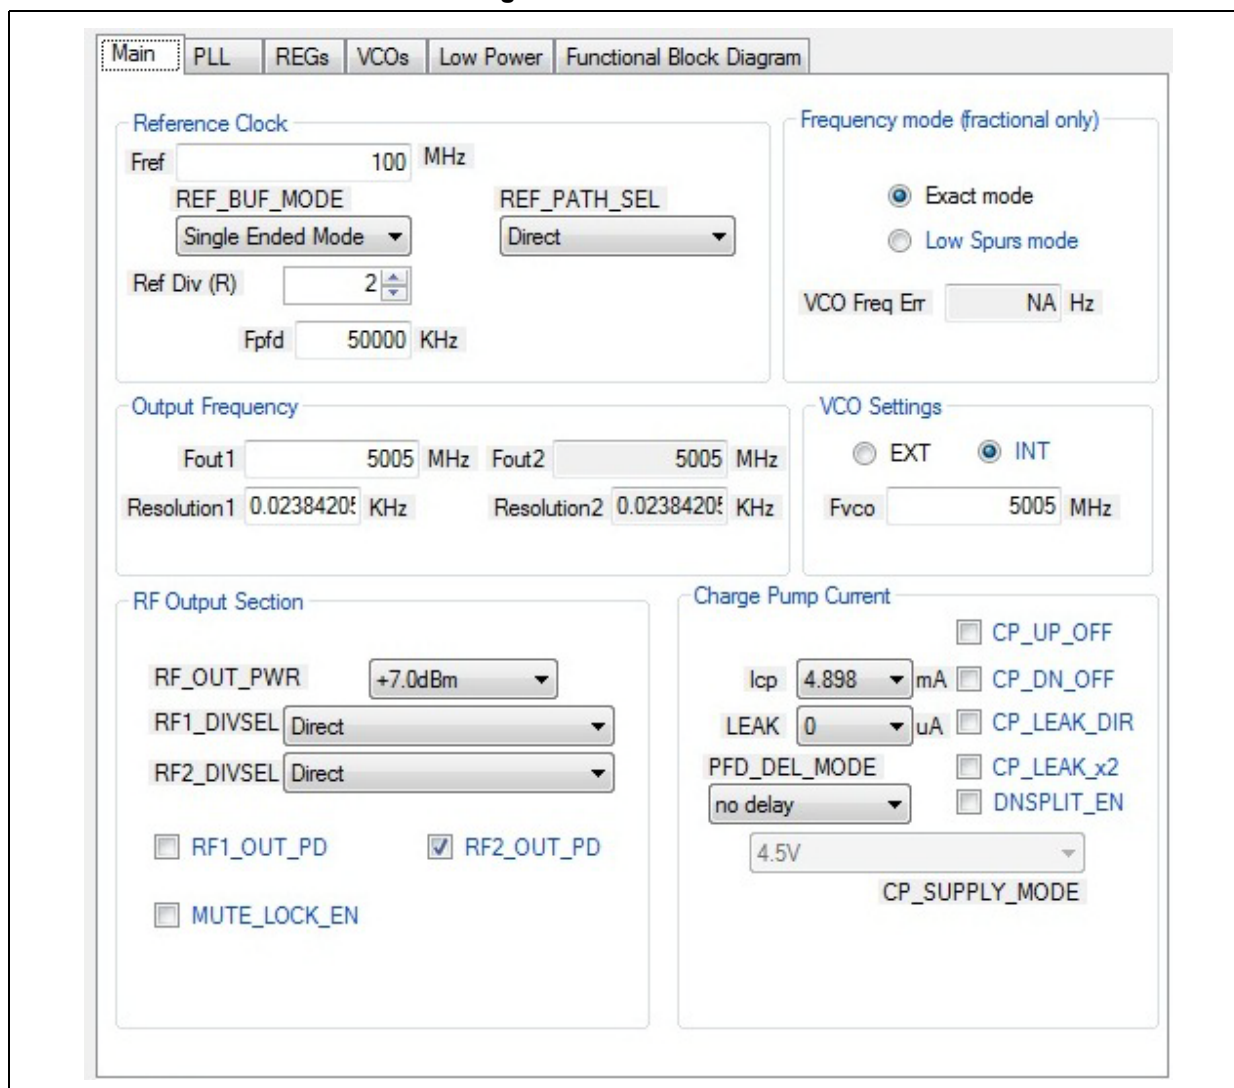 Main PLL REGs VCOs Low Power Functional Block Diagram
Reference Clock
Fref 100 MHz
REF_BUF_MODE REF_PATH_SEL
Single Ended Mode Direct
Ref Div (R) 2
Fpfd 50000 KHz
Frequency mode (fractional only)
Exact mode
Low Spurs mode
VCO Freq Err NA Hz
Output Frequency
Fout1 5005 MHz Fout2 5005 MHz
Resolution1 0.0238420 KHz Resolution2 0.0238420 KHz
VCO Settings
EXT INT
Fvco 5005 MHz
RF Output Section
RF_OUT_PWR +7.0dBm
RF1_DIVSEL Direct
RF2_DIVSEL Direct
RF1_OUT_PD RF2_OUT_PD
MUTE_LOCK_EN
Charge Pump Current
CP_UP_OFF
Icp 4.898 mA CP_DN_OFF
LEAK 0 uA CP_LEAK_DIR
PFD_DEL_MODE CP_LEAK_x2
no delay DNSPLIT_EN
4.5V
CP_SUPPLY_MODE